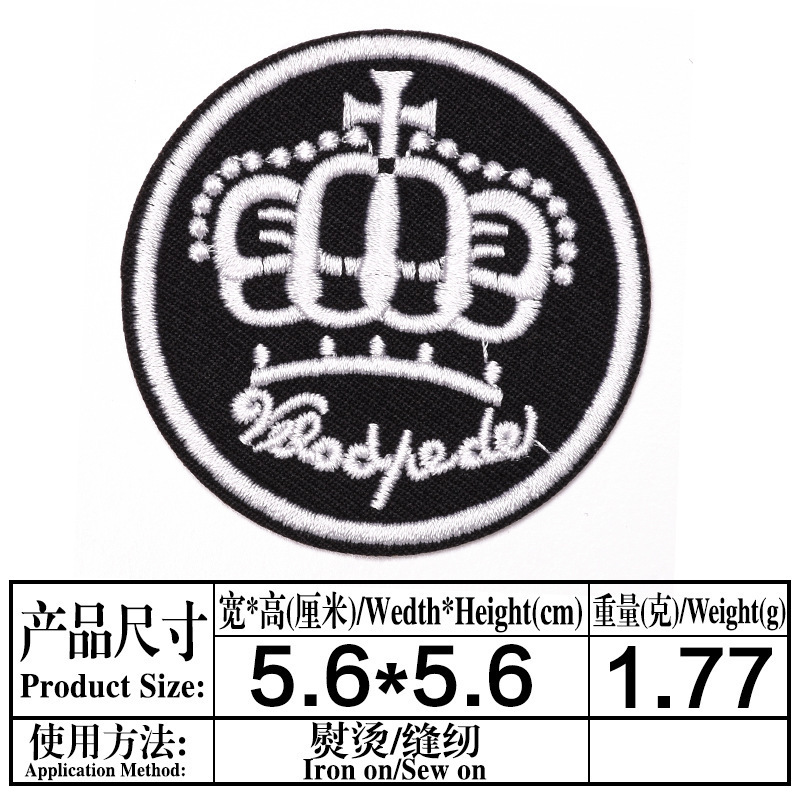 Velodpede
产品尺寸
Product Size:
宽*高(厘米)/Wedth*Height(cm)
5.6*5.6
重量(克)/Weight(g)
1.77
使用方法:
Application Method:
熨烫/缝纫
Iron on/Sew on